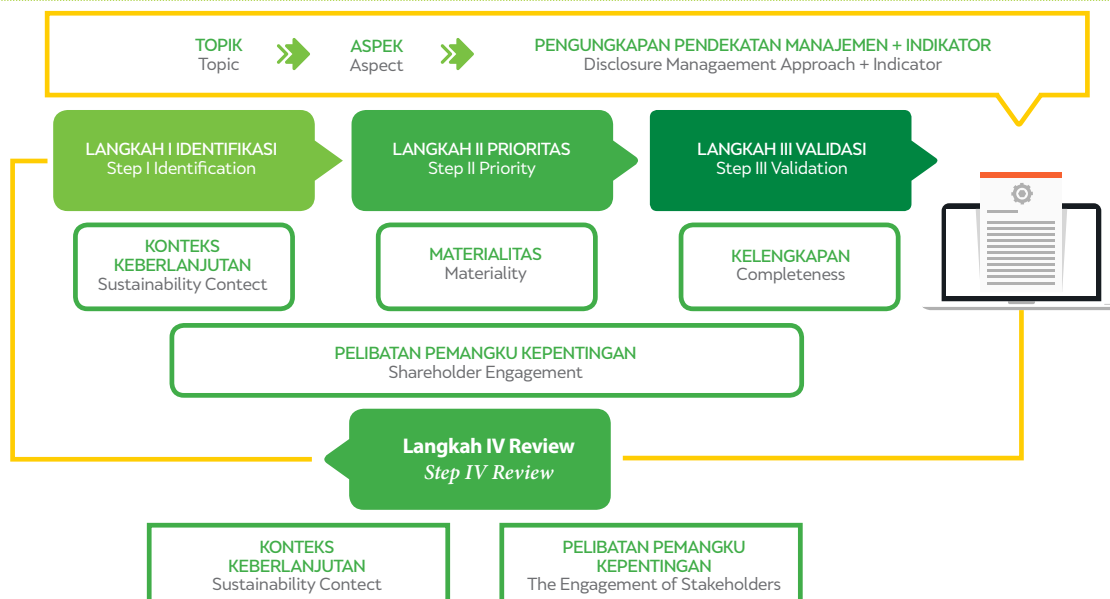 TOPIK
Topic
ASPEK
Aspect
PENGUNGKAPAN PENDEKATAN MANAJEMEN + INDIKATOR
Disclosure Managaement Approach + Indicator
LANGKAH I IDENTIFIKASI
Step I Identification
LANGKAH II PRIORITAS
Step II Priority
LANGKAH III VALIDASI
Step III Validation
KONTEKS
KEBERLANJUTAN
Sustainability Contect
MATERIALITAS
Materiality
KELENGKAPAN
Completeness
PELIBATAN PEMANGKU KEPENTINGAN
Shareholder Engagement
Langkah IV Review
Step IV Review
KONTEKS
KEBERLANJUTAN
Sustainability Contect
PELIBATAN PEMANGKU
KEPENTINGAN
The Engagement of Stakeholders